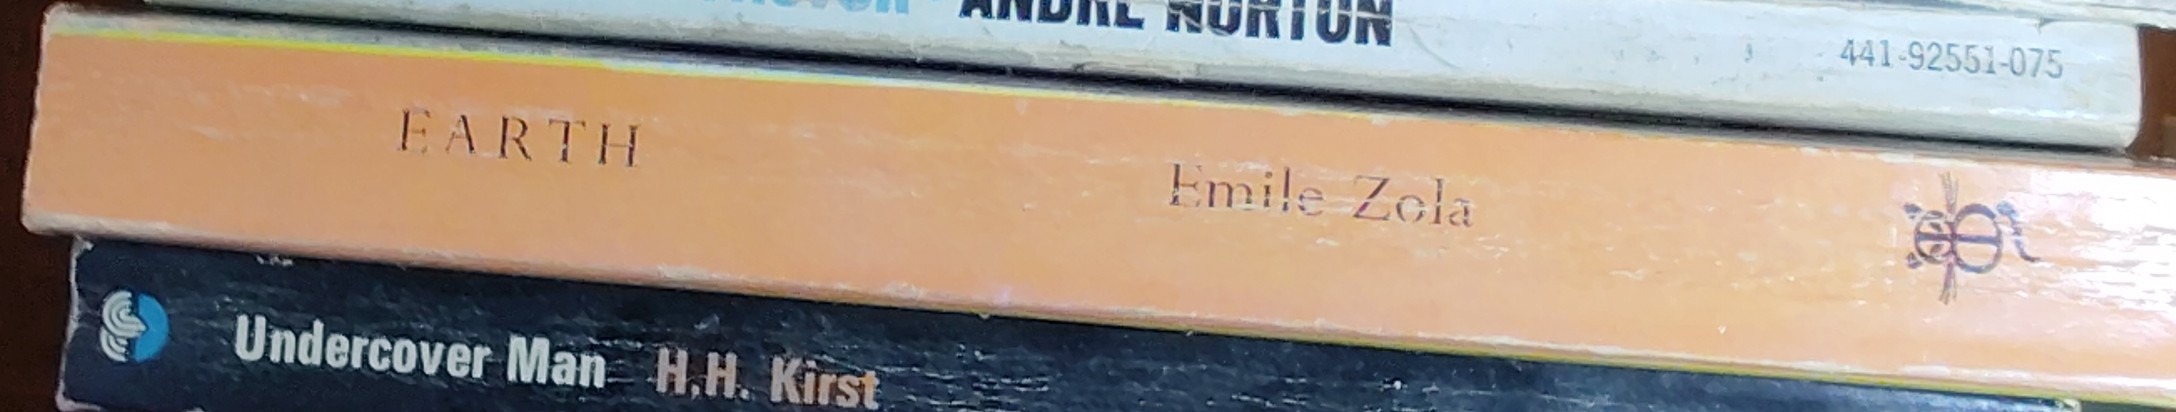 ANDRE NORTON
441-92551-075
EARTH
Emile Zola
Undercover Man H.H. Kirst